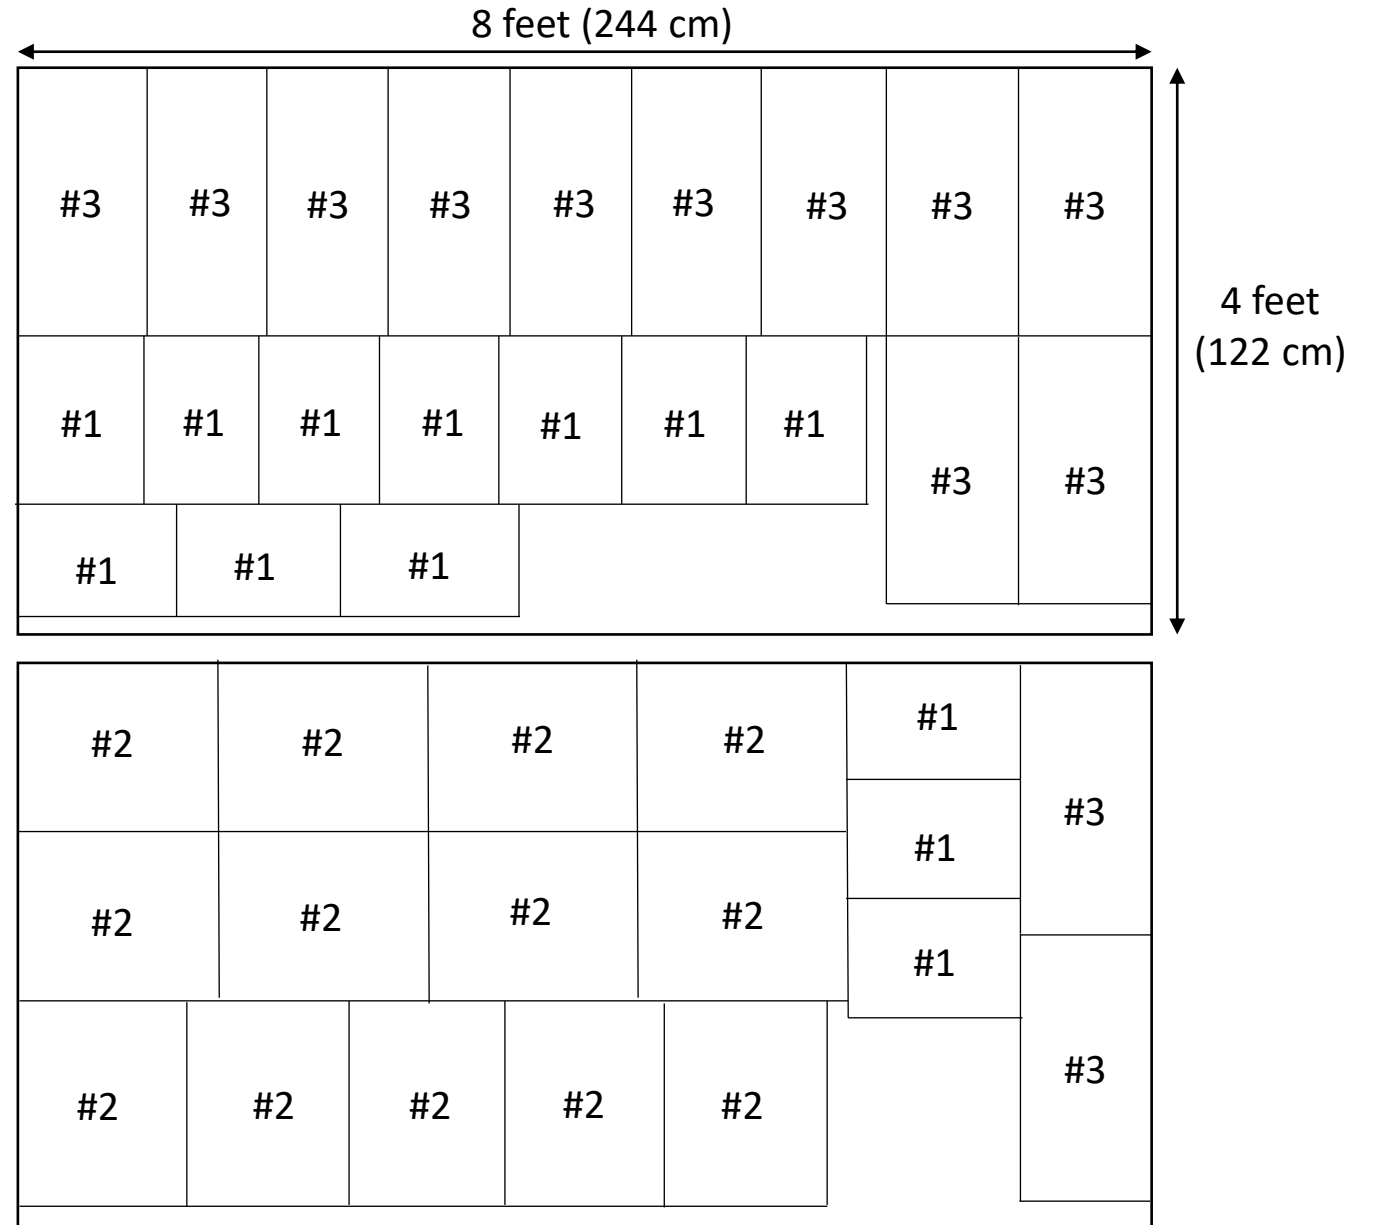 8 feet (244 cm)
#3 #3 #3 #3 #3 #3 #3 #3 #3
4 feet
(122 cm)
#1 #1 #1 #1 #1 #1 #1
#3 #3
#1 #1 #1
#2 #2 #2 #2 #1
#3
#1
#2 #2 #2 #2
#1
#3
#2 #2 #2 #2 #2